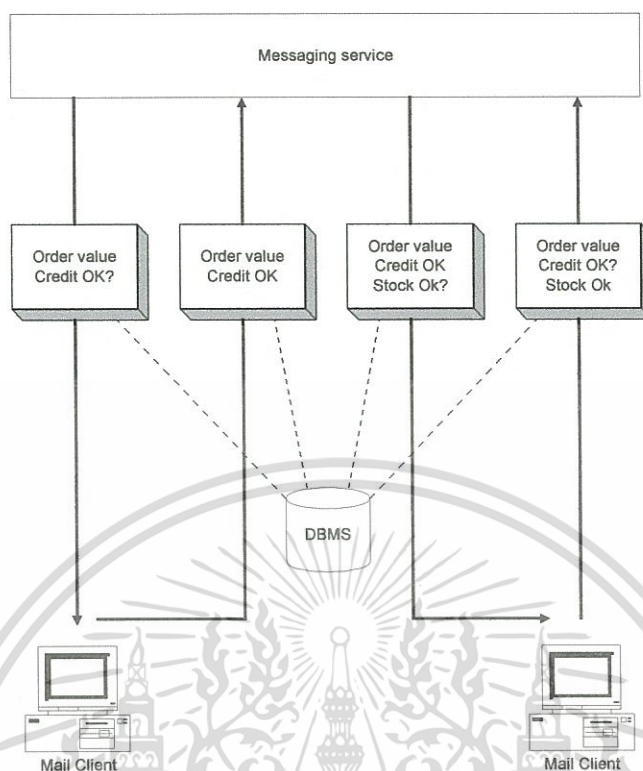 Messaging service
Order value
Credit OK?
Order value
Credit OK
Order value
Credit OK
Stock Ok?
Order value
Credit OK?
Stock Ok
DBMS
Mail Client
Mail Client